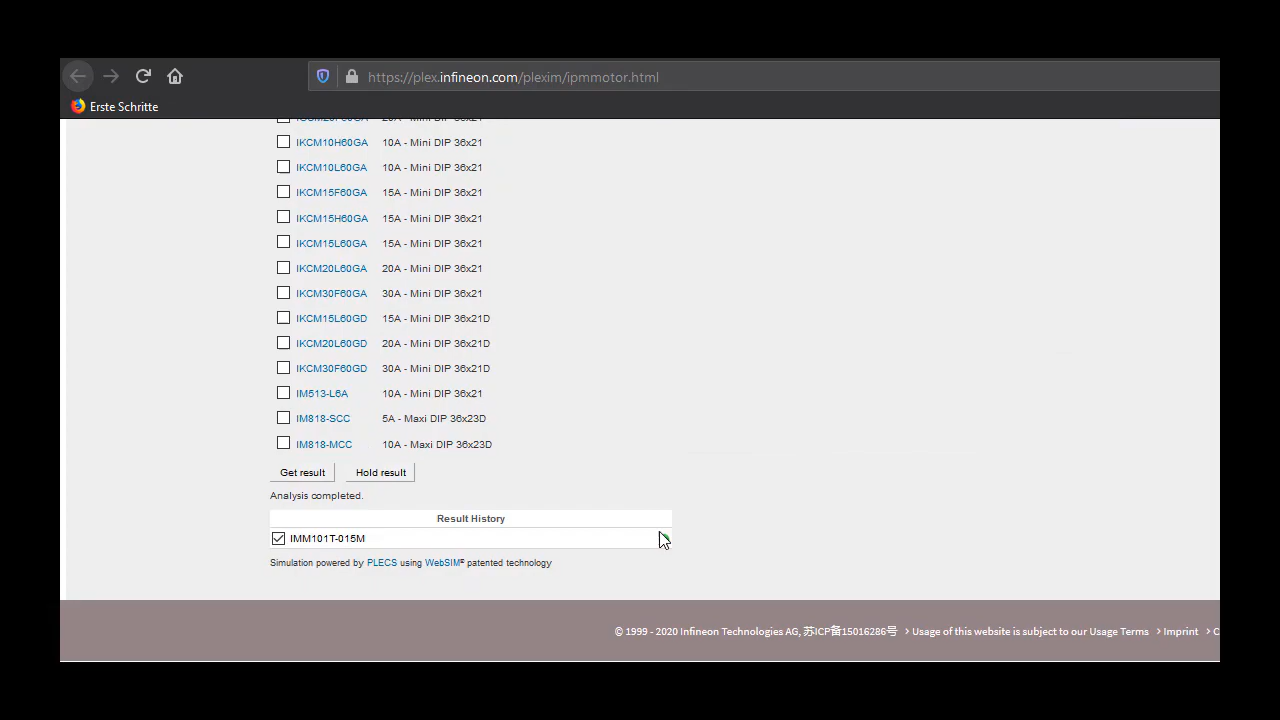 https://plex.infineon.com/plexim/ipmmotor.html
Erste Schritte
IKCM10H60GA 10A - Mini DIP 36x21
IKCM10L60GA 10A - Mini DIP 36x21
IKCM15F60GA 15A - Mini DIP 36x21
IKCM15H60GA 15A - Mini DIP 36x21
IKCM15L60GA 15A - Mini DIP 36x21
IKCM20L60GA 20A - Mini DIP 36x21
IKCM30F60GA 30A - Mini DIP 36x21
IKCM15L60GD 15A - Mini DIP 36x21D
IKCM20L60GD 20A - Mini DIP 36x21D
IKCM30F60GD 30A - Mini DIP 36x21D
IM513-L6A 10A - Mini DIP 36x21
IM818-SCC 5A - Maxi DIP 36x23D
IM818-MCC 10A - Maxi DIP 36x23D
Get result Hold result
Analysis completed.
Result History
IMM101T-015M
Simulation powered by PLECS using WebSIM® patented technology
© 1999 - 2020 Infineon Technologies AG, 苏ICP备15016286号 › Usage of this website is subject to our Usage Terms › Imprint › C